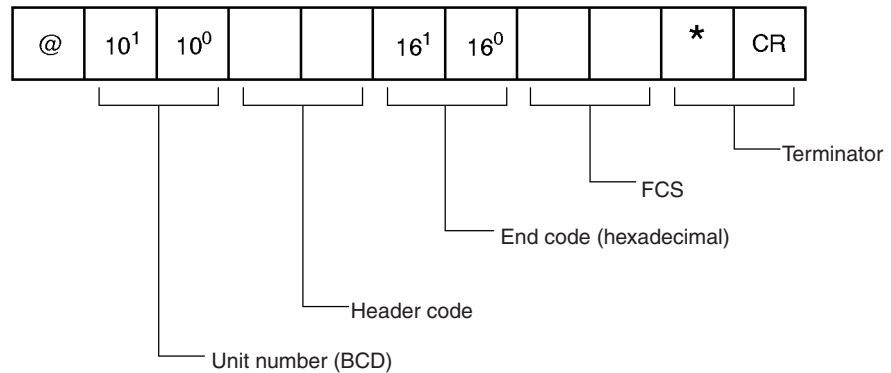 @ 10¹ 10⁰ 16¹ 16⁰ * CR
Terminator
FCS
End code (hexadecimal)
Header code
Unit number (BCD)